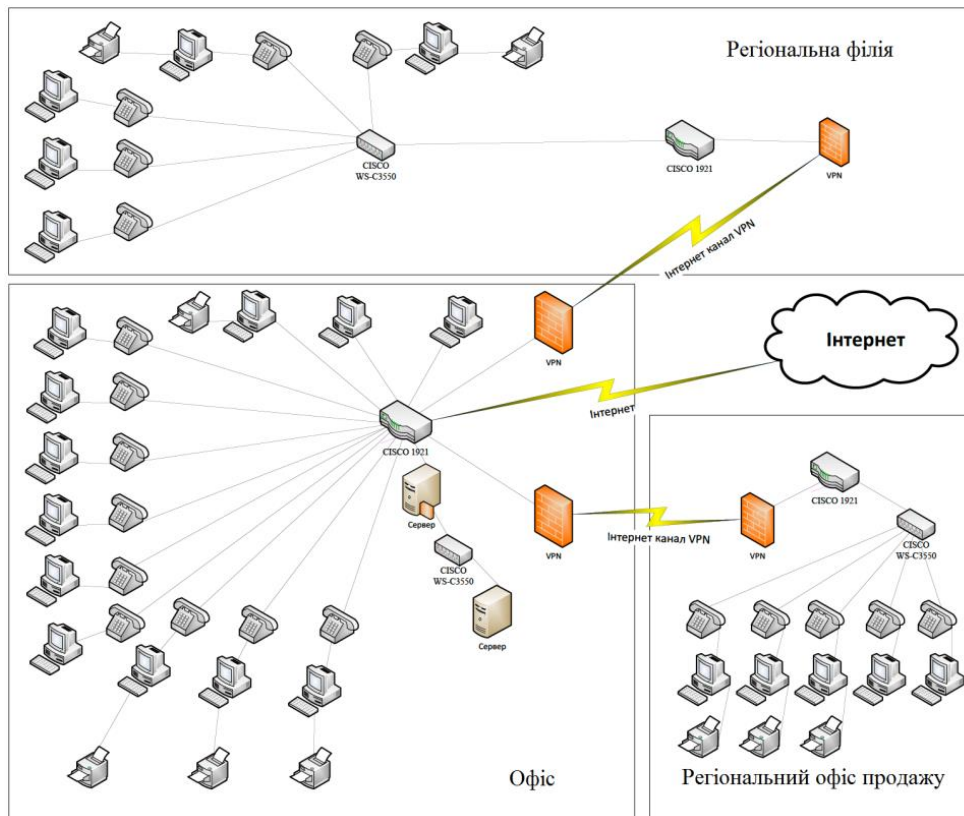 Регіональна філія
CISCO
WS-C3550
CISCO 1921
VPN
Інтернет канал VPN
VPN
Інтернет
Інтернет
CISCO 1921
CISCO 1921
Сервер
VPN
Інтернет канал VPN
VPN
CISCO
WS-C3550
CISCO
WS-C3550
Сервер
Офіс
Регіональний офіс продажу